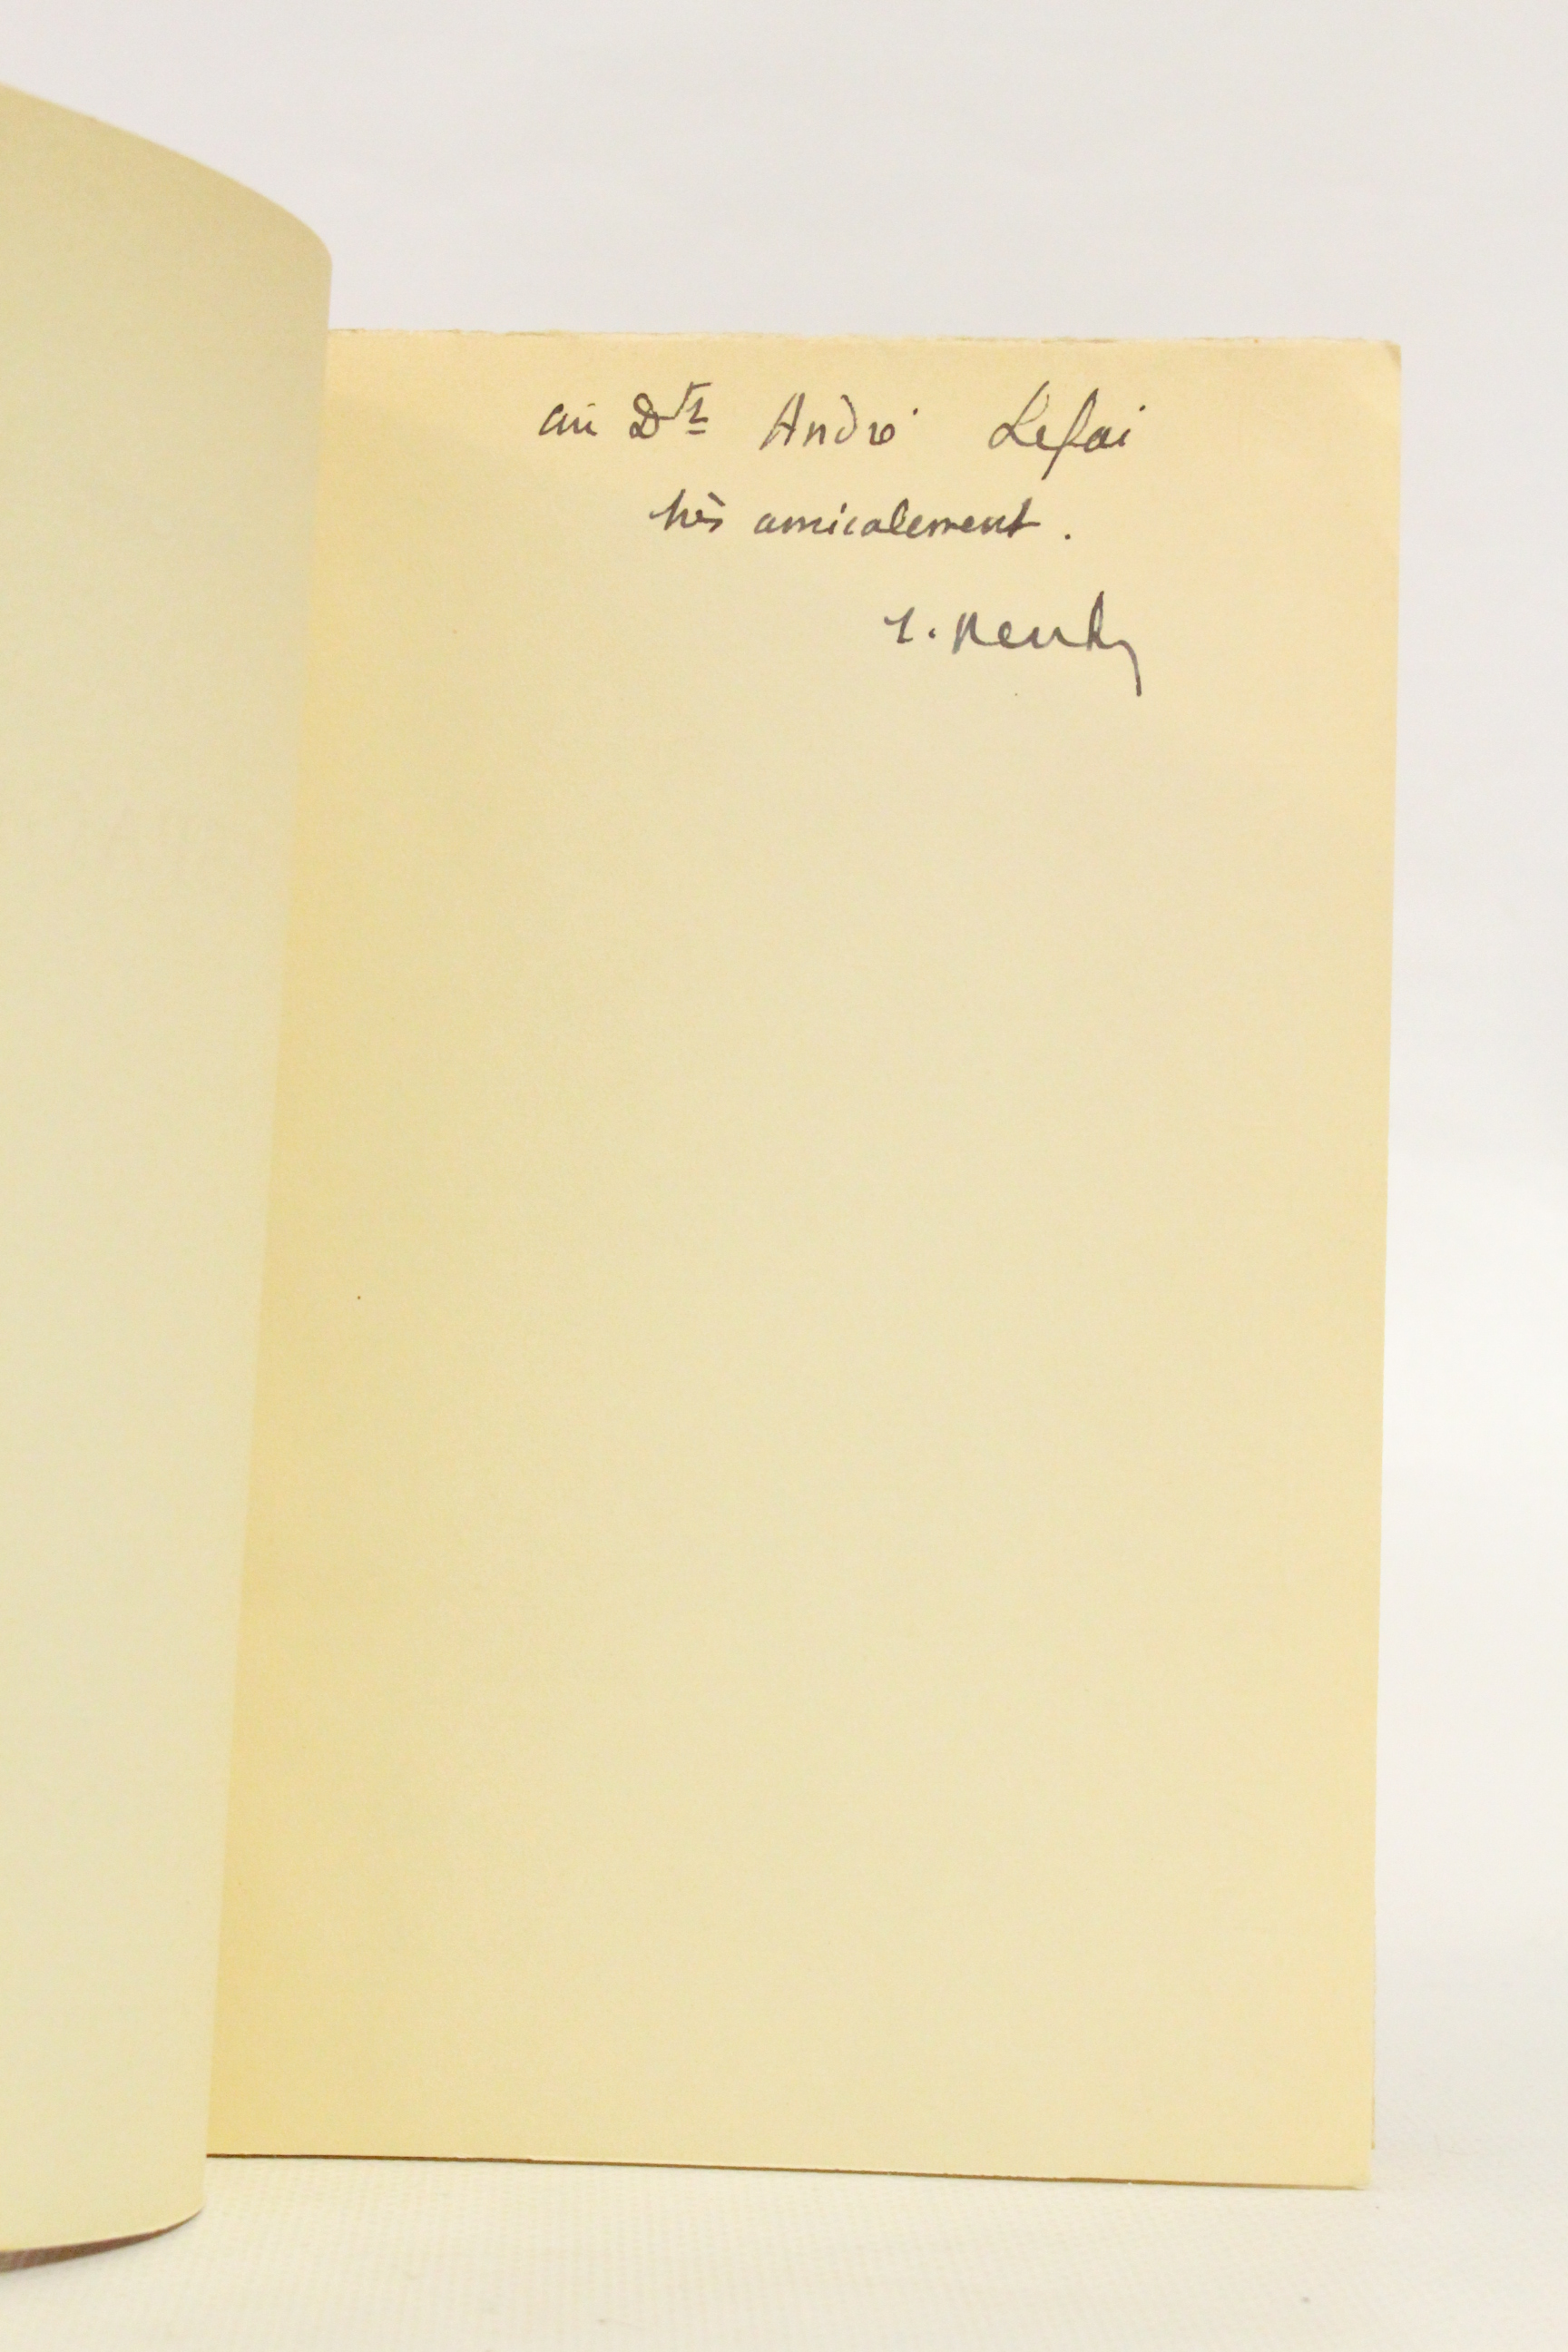 au Dr André Lefai
très amicalement.